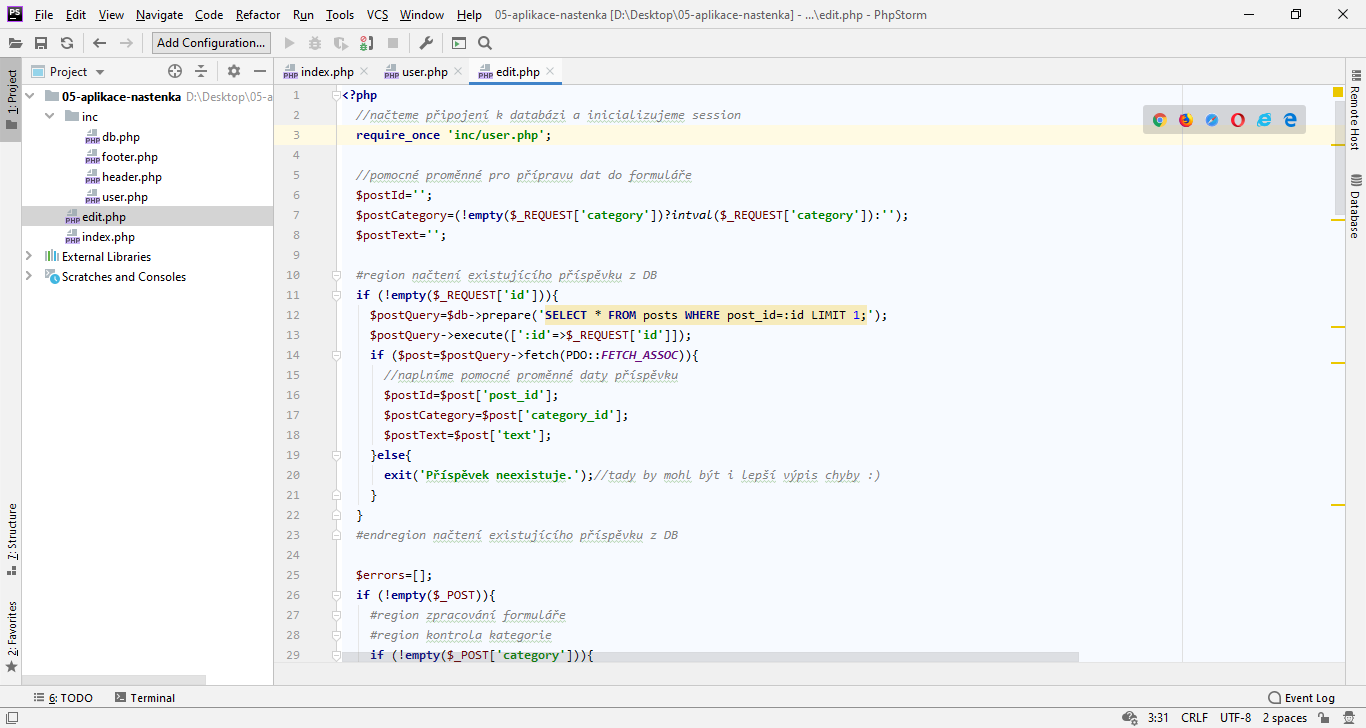 PS File Edit View Navigate Code Refactor Run Tools VCS Window Help 05-aplikace-nastenka [D:\Desktop\05-aplikace-nastenka] - ...\edit.php - PhpStorm
Add Configuration...
1: Project
Project
index.php user.php edit.php
05-aplikace-nastenka D:\Desktop\05-a
inc
PHP db.php
PHP footer.php
PHP header.php
PHP user.php
PHP edit.php
PHP index.php
External Libraries
Scratches and Consoles
7: Structure
2: Favorites
1 <?php
2 //načteme připojení k databázi a inicializujeme session
3 require_once 'inc/user.php';
4
5 //pomocné proměnné pro přípravu dat do formuláře
6 $postId='';
7 $postCategory=(!empty($_REQUEST['category'])?intval($_REQUEST['category']):'');
8 $postText='';
9
10 #region načtení existujícího příspěvku z DB
11 if (!empty($_REQUEST['id'])){
12 $postQuery=$db->prepare('SELECT * FROM posts WHERE post_id=:id LIMIT 1;');
13 $postQuery->execute([':id'=>$_REQUEST['id']]);
14 if ($post=$postQuery->fetch(PDO::FETCH_ASSOC)){
15 //naplníme pomocné proměnné daty příspěvku
16 $postId=$post['post_id'];
17 $postCategory=$post['category_id'];
18 $postText=$post['text'];
19 }else{
20 exit('Příspěvek neexistuje.');//tady by mohl být i lepší výpis chyby :)
21 }
22 }
23 #endregion načtení existujícího příspěvku z DB
24
25 $errors=[];
26 if (!empty($_POST)){
27 #region zpracování formuláře
28 #region kontrola kategorie
29 if (!empty($_POST['category'])){
Remote Host
Database
6: TODO Terminal Event Log
3:31 CRLF UTF-8 2 spaces